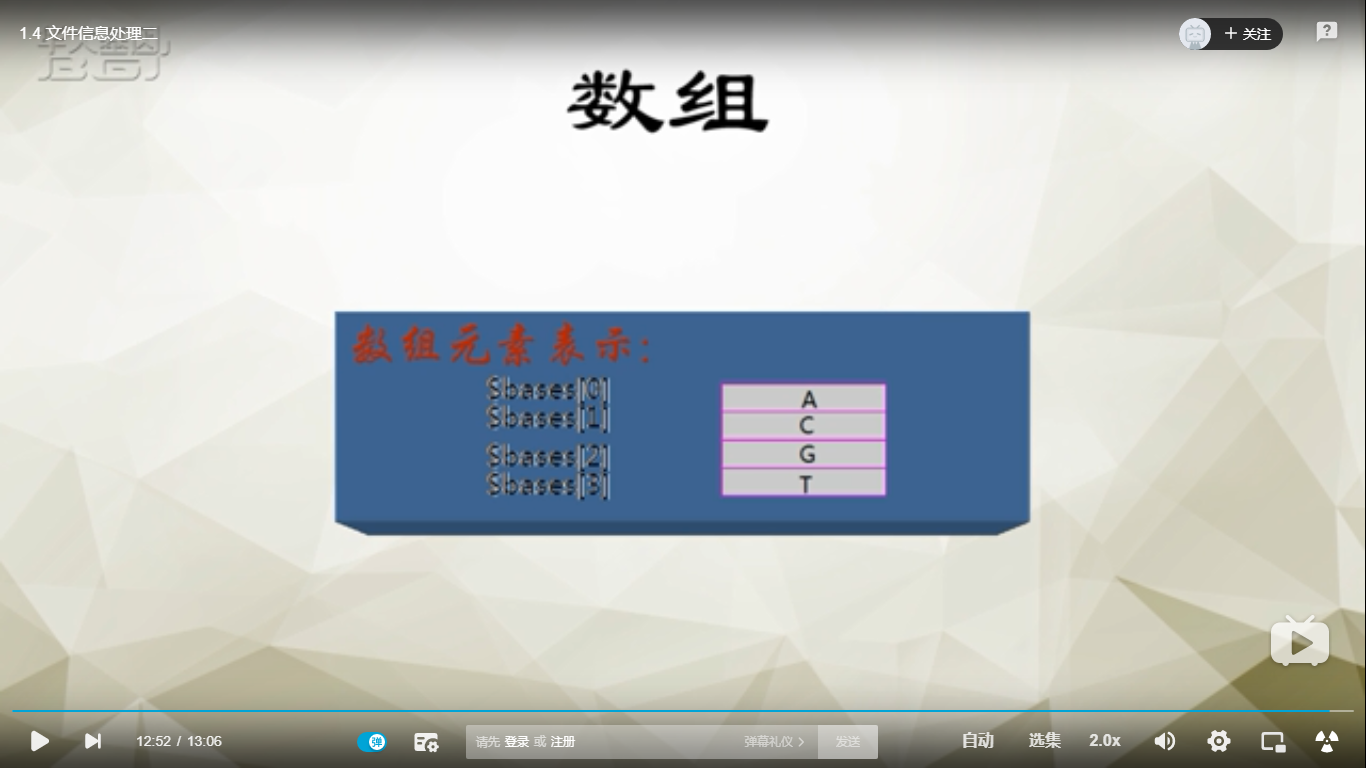 1.4 文件信息处理二
+ 关注
数组
数组元素表示：
$bases[0]
$bases[1]
$bases[2]
$bases[3]
A
C
G
T
12:52 / 13:06
弹
请先 登录 或 注册
弹幕礼仪 >
发送
自动
选集
2.0x